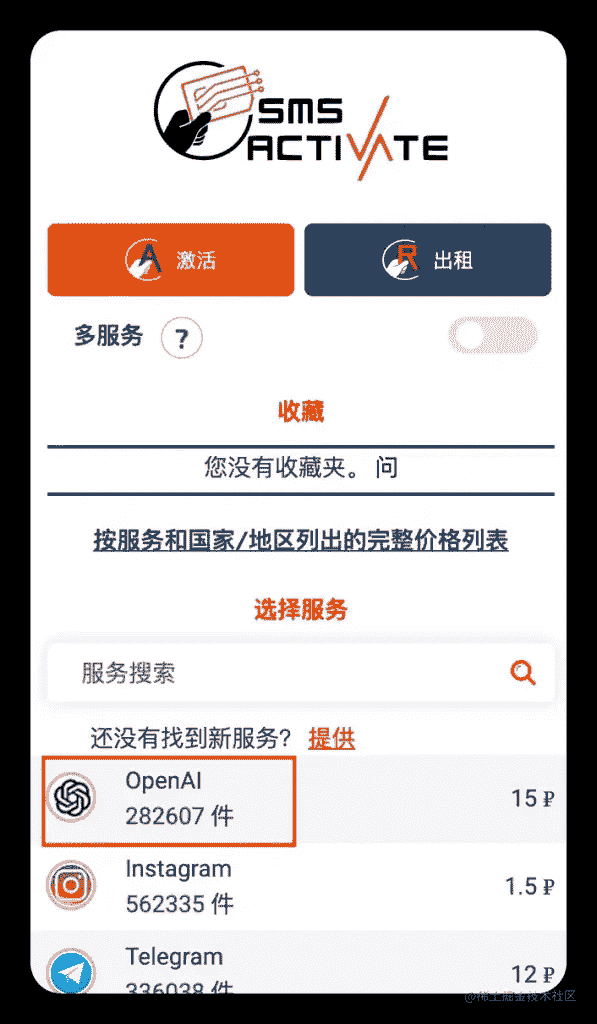 SMS
ACTIVATE
激活
出租
多服务 ?
收藏
您没有收藏夹。 问
按服务和国家/地区列出的完整价格列表
选择服务
服务搜索
还没有找到新服务? 提供
OpenAI
282607 件
15 ₽
Instagram
562335 件
1.5 ₽
Telegram
336038 件
12 ₽
@稀土掘金技术社区